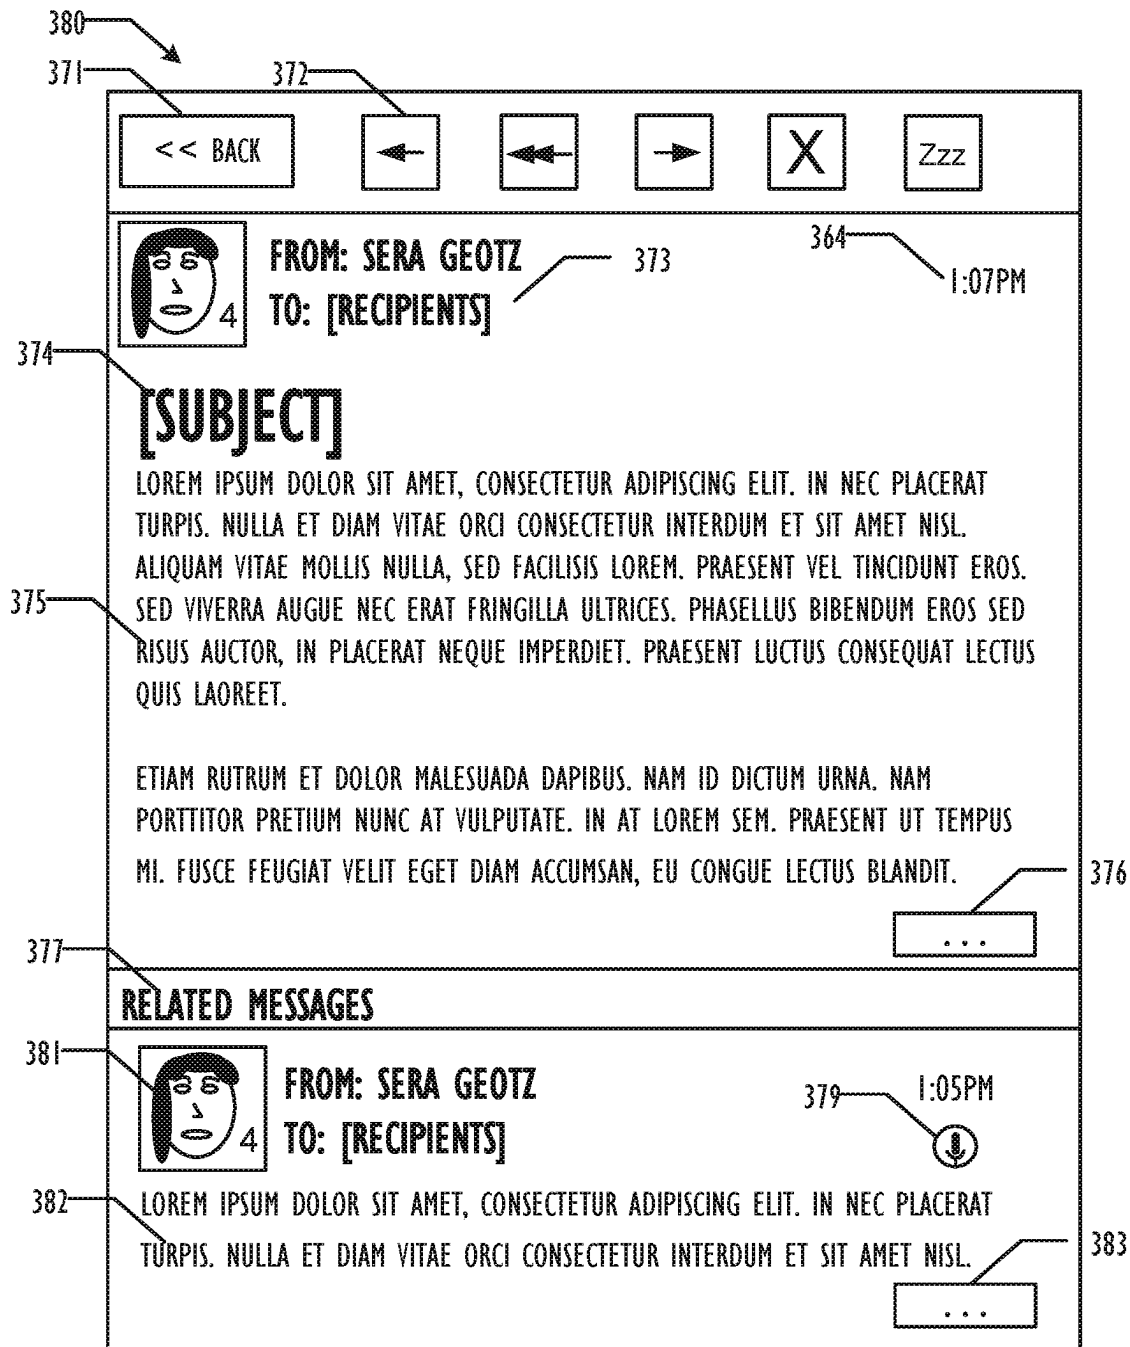 380
371
372
<< BACK
X
Zzz
FROM: SERA GEOTZ
373
364
1:07PM
TO: [RECIPIENTS]
4
374
[SUBJECT]
LOREM IPSUM DOLOR SIT AMET, CONSECTETUR ADIPISCING ELIT. IN NEC PLACERAT
TURPIS. NULLA ET DIAM VITAE ORCI CONSECTETUR INTERDUM ET SIT AMET NISL.
ALIQUAM VITAE MOLLIS NULLA, SED FACILISIS LOREM. PRAESENT VEL TINCIDUNT EROS.
375
SED VIVERRA AUGUE NEC ERAT FRINGILLA ULTRICES. PHASELLUS BIBENDUM EROS SED
RISUS AUCTOR, IN PLACERAT NEQUE IMPERDIET. PRAESENT LUCTUS CONSEQUAT LECTUS
QUIS LAOREET.
ETIAM RUTRUM ET DOLOR MALESUADA DAPIBUS. NAM ID DICTUM URNA. NAM
PORTTITOR PRETIUM NUNC AT VULPUTATE. IN AT LOREM SEM. PRAESENT UT TEMPUS
MI. FUSCE FEUGIAT VELIT EGET DIAM ACCUMSAN, EU CONGUE LECTUS BLANDIT.
376
...
377
RELATED MESSAGES
381
FROM: SERA GEOTZ
379
1:05PM
TO: [RECIPIENTS]
4
382
LOREM IPSUM DOLOR SIT AMET, CONSECTETUR ADIPISCING ELIT. IN NEC PLACERAT
TURPIS. NULLA ET DIAM VITAE ORCI CONSECTETUR INTERDUM ET SIT AMET NISL.
383
...